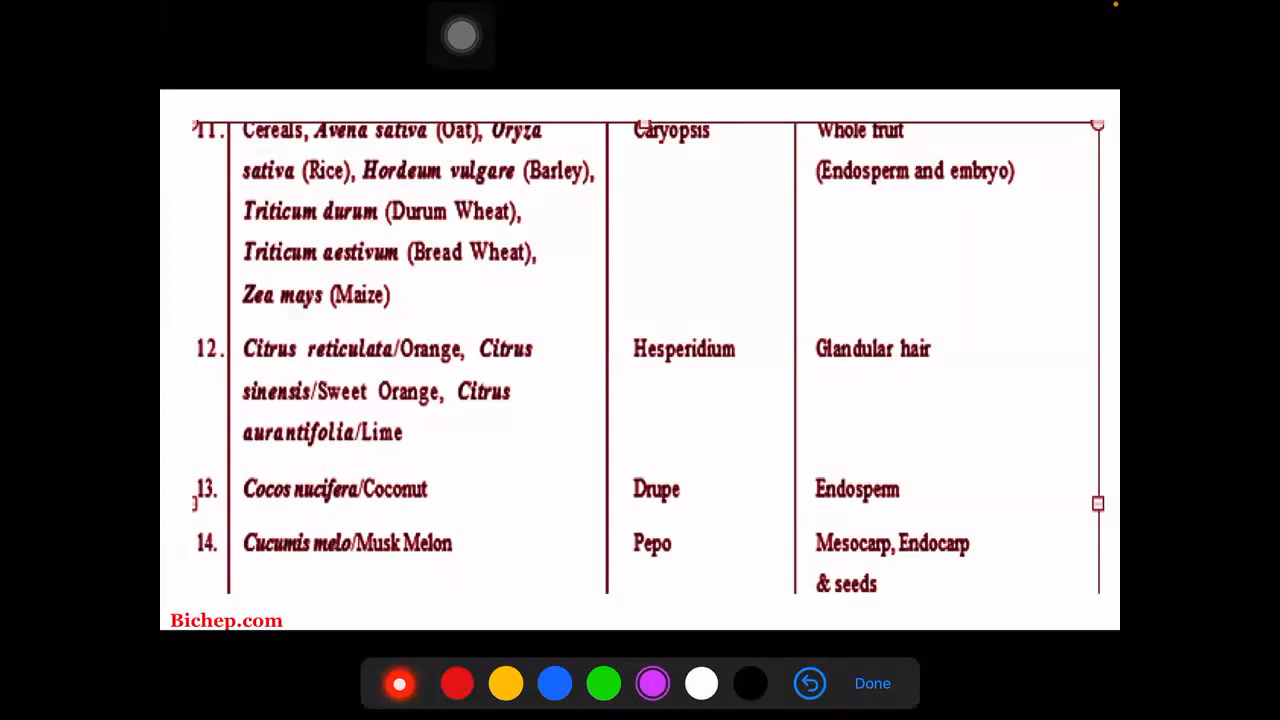 11. Cereals, Avena sativa (Oat), Oryza Caryopsis Whole fruit
sativa (Rice), Hordeum vulgare (Barley), (Endosperm and embryo)
Triticum durum (Durum Wheat),
Triticum aestivum (Bread Wheat),
Zea mays (Maize)
12. Citrus reticulata/Orange, Citrus Hesperidium Glandular hair
sinensis/Sweet Orange, Citrus
aurantifolia/Lime
13. Cocos nucifera/Coconut Drupe Endosperm
14. Cucumis melo/Musk Melon Pepo Mesocarp, Endocarp
& seeds
Bichep.com
Done